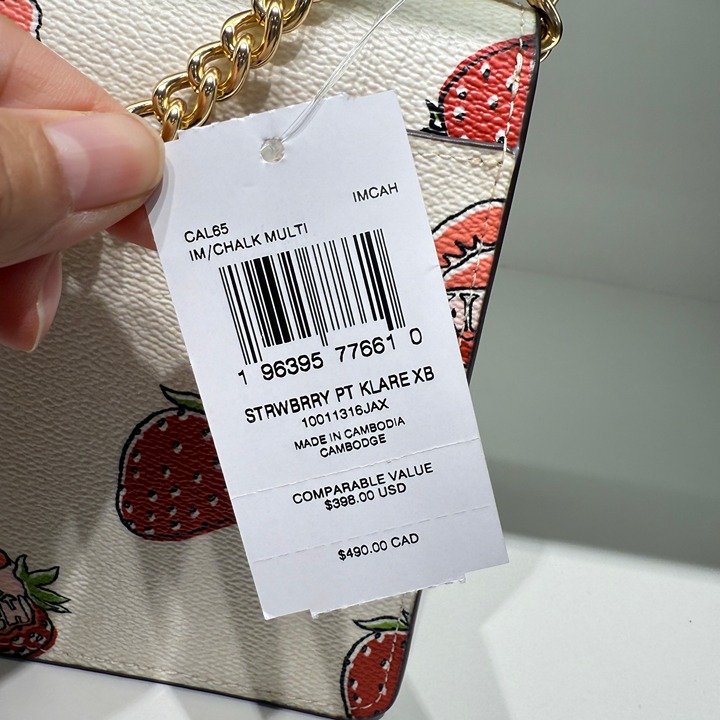 IMCAH
CAL65
IM/CHALK MULTI
1 96395 77661 0
STRWBRRY PT KLARE XB
10011316JAX
MADE IN CAMBODIA
CAMBODGE
COMPARABLE VALUE
$398.00 USD
$490.00 CAD